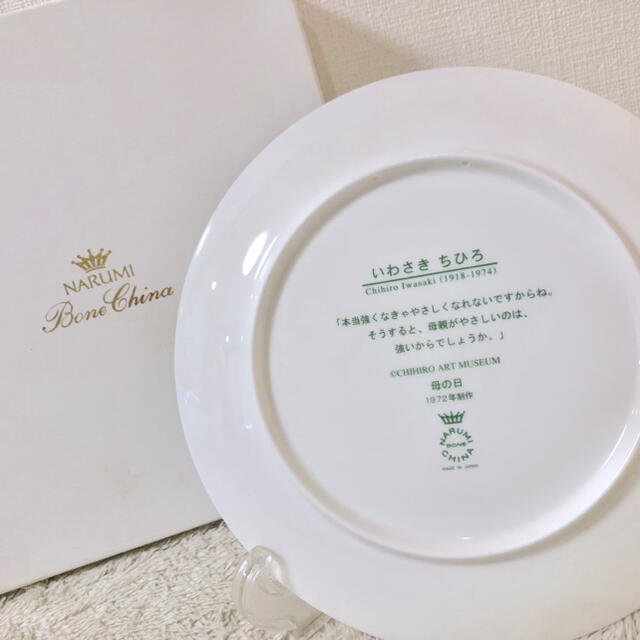 NARUMI
Bone China
いわさき ちひろ
Chihiro Iwasaki (1918-1974)
「本当強くなきゃやさしくなれないですからね。
そうすると、母親がやさしいのは、
強いからでしょうか。」
©CHIHIRO ART MUSEUM
母の日
1972年制作
NARUMI
BONE
CHINA
MADE IN JAPAN